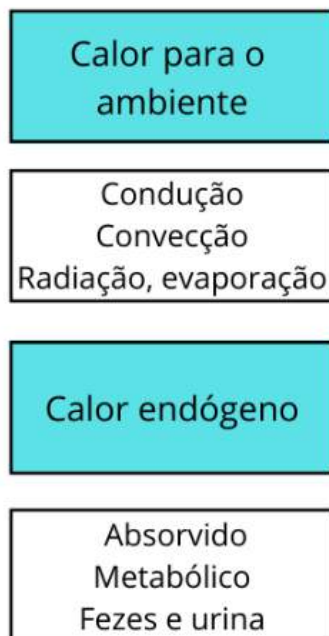 Calor para o
ambiente
Condução
Convecção
Radiação, evaporação
Calor endógeno
Absorvido
Metabólico
Fezes e urina